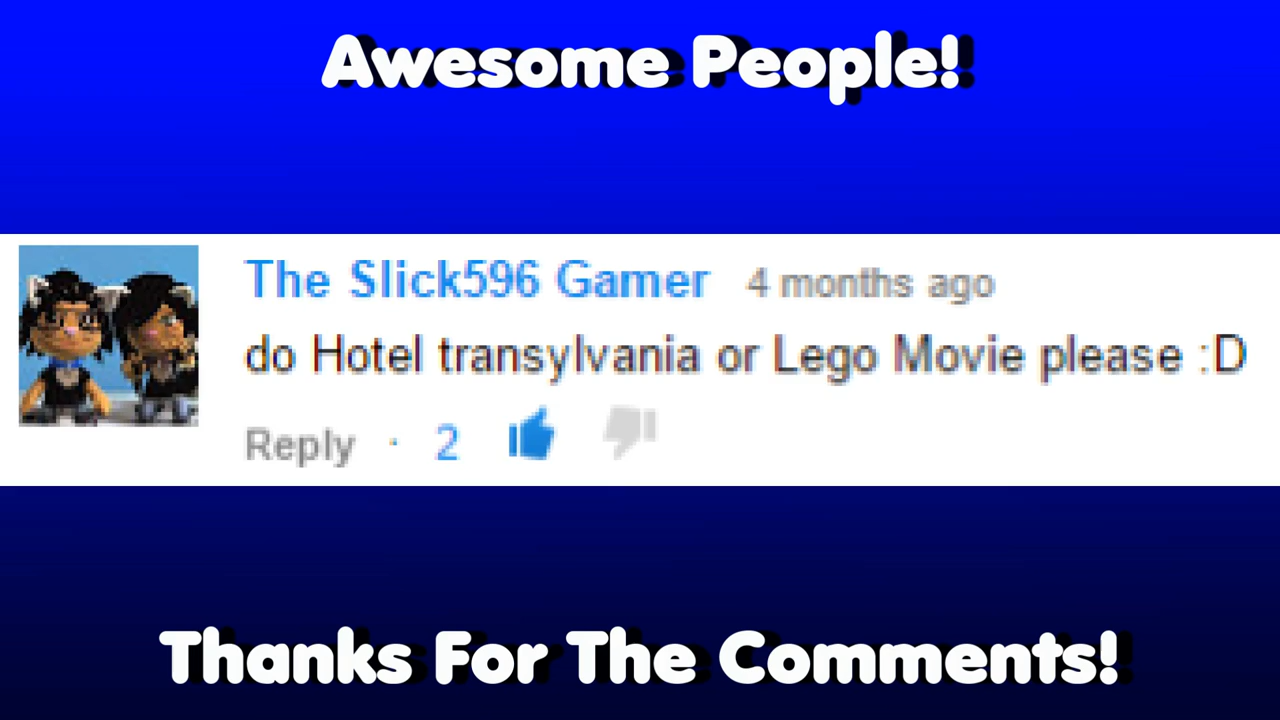 Awesome People!
The Slick596 Gamer 4 months ago
do Hotel transylvania or Lego Movie please :D
Reply · 2
Thanks For The Comments!